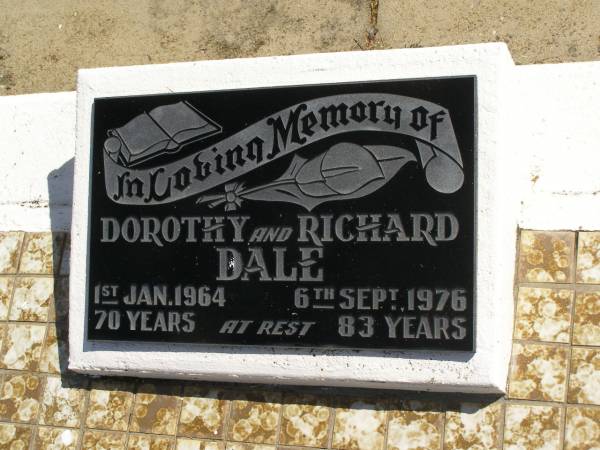 In Loving Memory of
DOROTHY AND RICHARD
DALE
1ST JAN. 1964 6TH SEPT. 1976
70 YEARS AT REST 83 YEARS